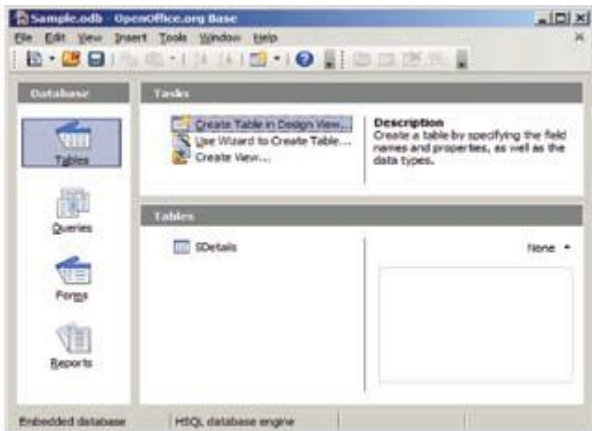 Sample.odb - OpenOffice.org Base
File Edit View Insert Tools Window Help
Database
Tasks
Tables
Queries
Forms
Reports
Create Table in Design View...
Use Wizard to Create Table...
Create View...
Description
Create a table by specifying the field
names and properties, as well as the
data types.
Tables
SDetails
None
Embedded database
HSQL database engine